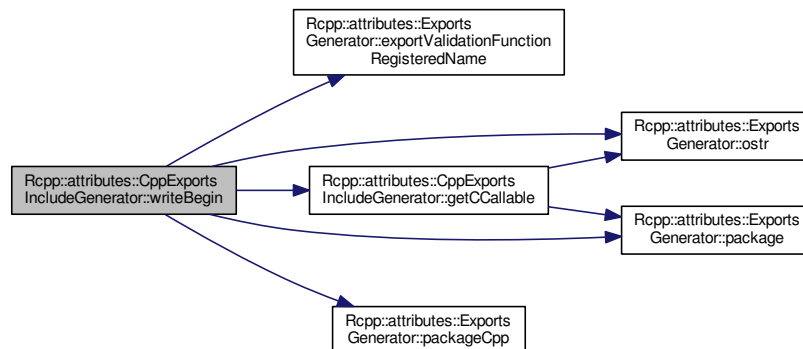 Rcpp::attributes::Exports
Generator::exportValidationFunction
RegisteredName
Rcpp::attributes::Exports
Generator::ostr
Rcpp::attributes::CppExports
IncludeGenerator::writeBegin
Rcpp::attributes::CppExports
IncludeGenerator::getCCallable
Rcpp::attributes::Exports
Generator::package
Rcpp::attributes::Exports
Generator::packageCpp